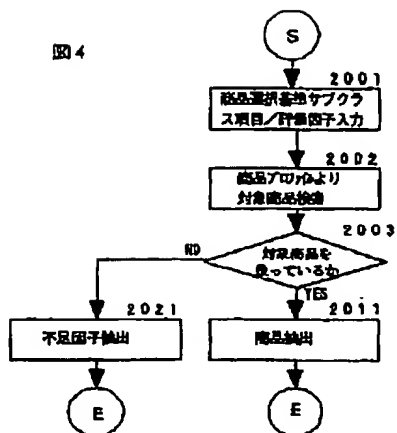 図4
S
2001
商品選択基準サブクラ
ス項目／評価因子入力
2002
商品プロファイルより
対象商品検索
2003
対象商品を
扱っているか
NO
YES
2021
不足因子抽出
2011
商品抽出
E
E